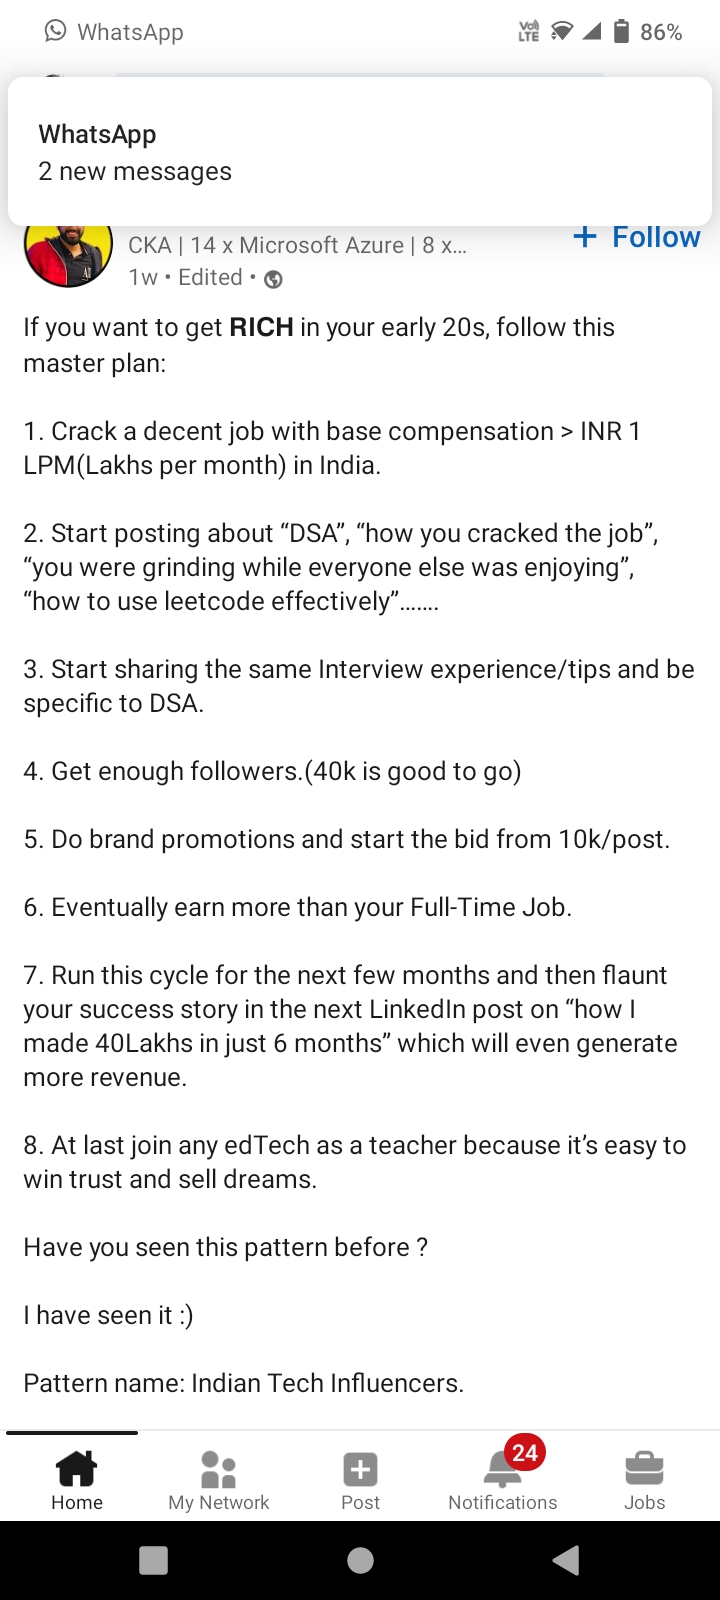 WhatsApp
Vo) LTE 86%
WhatsApp
2 new messages
CKA | 14 x Microsoft Azure | 8 x...
+ Follow
1w • Edited •
If you want to get RICH in your early 20s, follow this
master plan:
1. Crack a decent job with base compensation > INR 1
LPM(Lakhs per month) in India.
2. Start posting about “DSA”, “how you cracked the job”,
“you were grinding while everyone else was enjoying”,
“how to use leetcode effectively”.......
3. Start sharing the same Interview experience/tips and be
specific to DSA.
4. Get enough followers.(40k is good to go)
5. Do brand promotions and start the bid from 10k/post.
6. Eventually earn more than your Full-Time Job.
7. Run this cycle for the next few months and then flaunt
your success story in the next LinkedIn post on “how I
made 40Lakhs in just 6 months” which will even generate
more revenue.
8. At last join any edTech as a teacher because it’s easy to
win trust and sell dreams.
Have you seen this pattern before ?
I have seen it :)
Pattern name: Indian Tech Influencers.
24
Home My Network Post Notifications Jobs